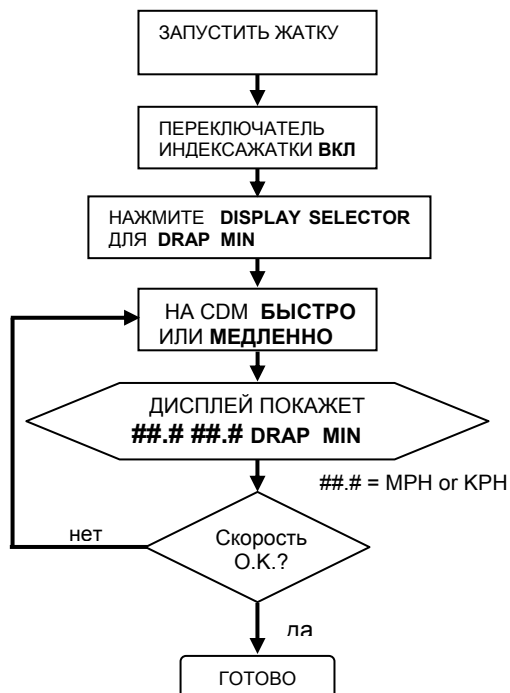 ЗАПУСТИТЬ ЖАТКУ
ПЕРЕКЛЮЧАТЕЛЬ
ИНДЕКСАЖАТКИ ВКЛ
НАЖМИТЕ DISPLAY SELECTOR
ДЛЯ DRAP MIN
НА CDM БЫСТРО
ИЛИ МЕДЛЕННО
ДИСПЛЕЙ ПОКАЖЕТ
##.# ##.# DRAP MIN
##.# = MPH or KPH
нет
Скорость
O.K.?
да
ГОТОВО